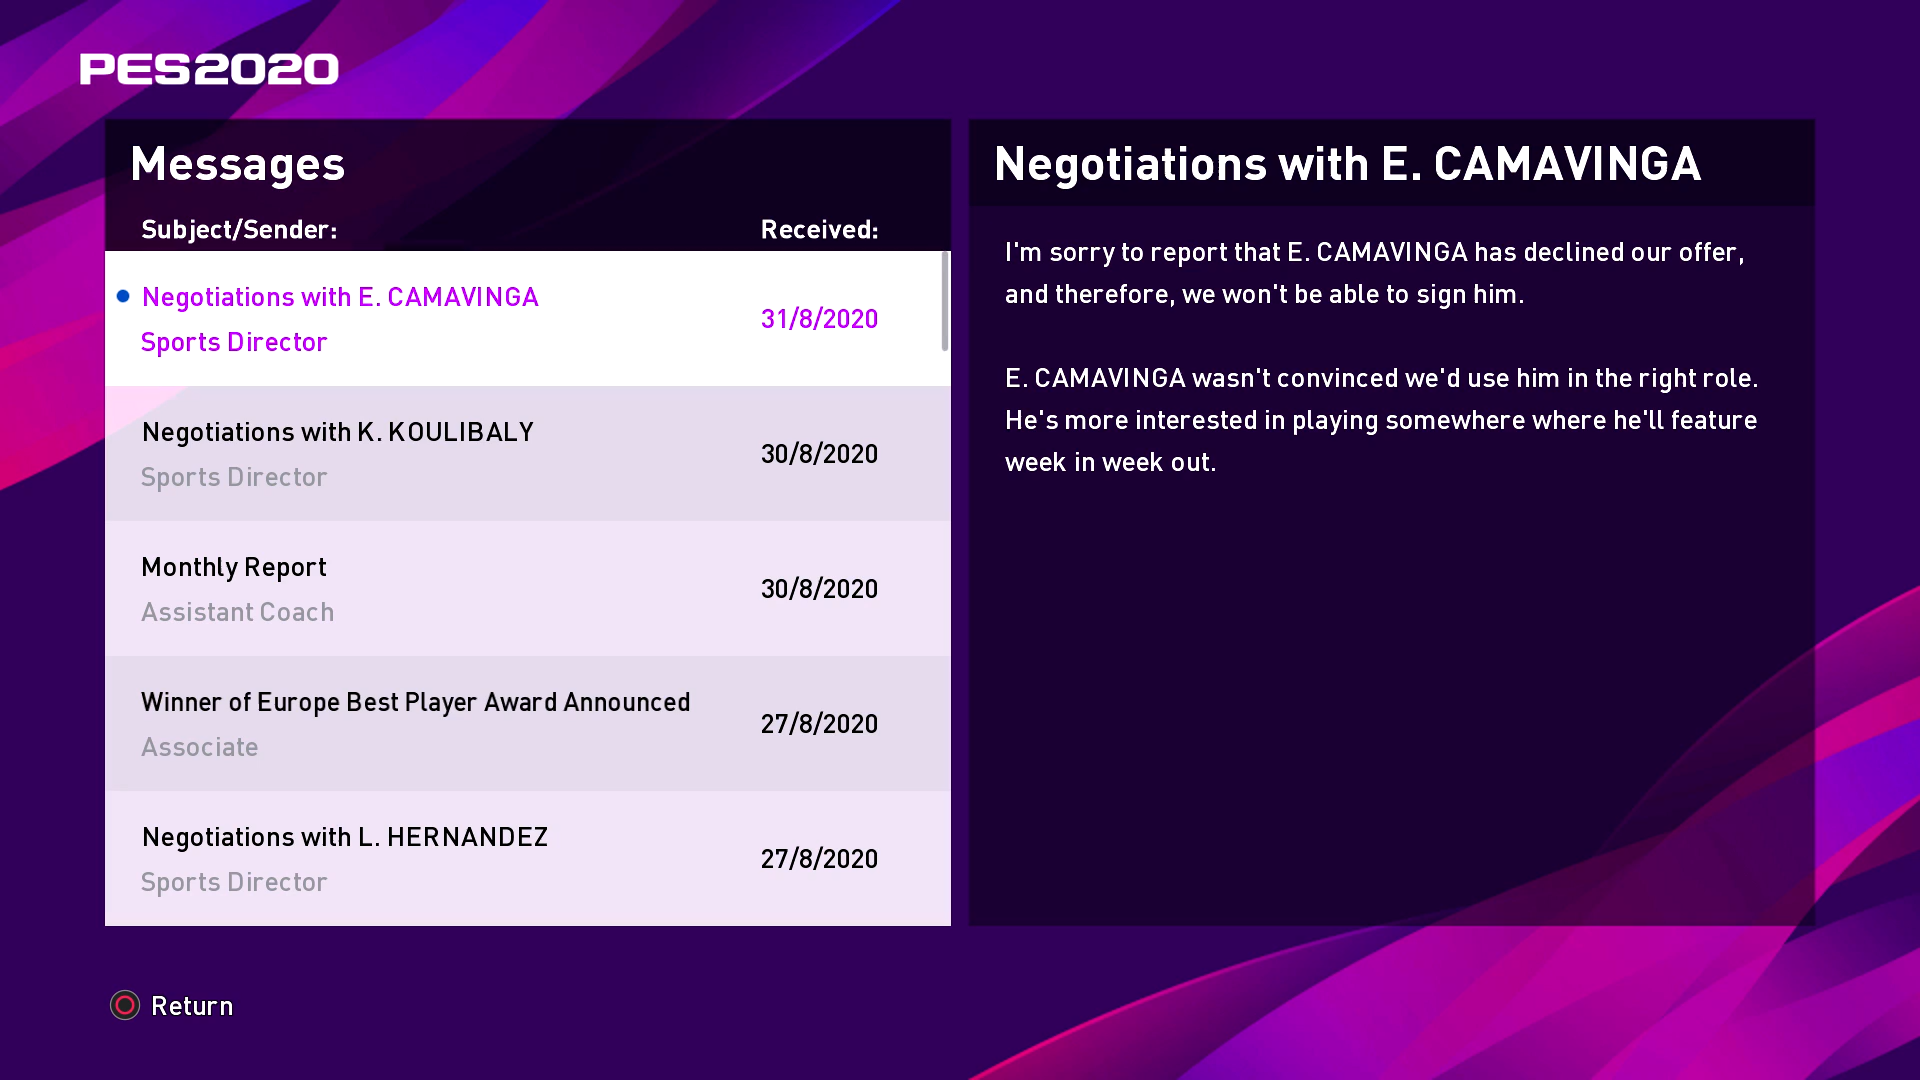 PES2020
Messages
Subject/Sender: Received:
Negotiations with E. CAMAVINGA
Sports Director
31/8/2020
Negotiations with K. KOULIBALY
Sports Director
30/8/2020
Monthly Report
Assistant Coach
30/8/2020
Winner of Europe Best Player Award Announced
Associate
27/8/2020
Negotiations with L. HERNANDEZ
Sports Director
27/8/2020
Negotiations with E. CAMAVINGA
I'm sorry to report that E. CAMAVINGA has declined our offer,
and therefore, we won't be able to sign him.
E. CAMAVINGA wasn't convinced we'd use him in the right role.
He's more interested in playing somewhere where he'll feature
week in week out.
Return